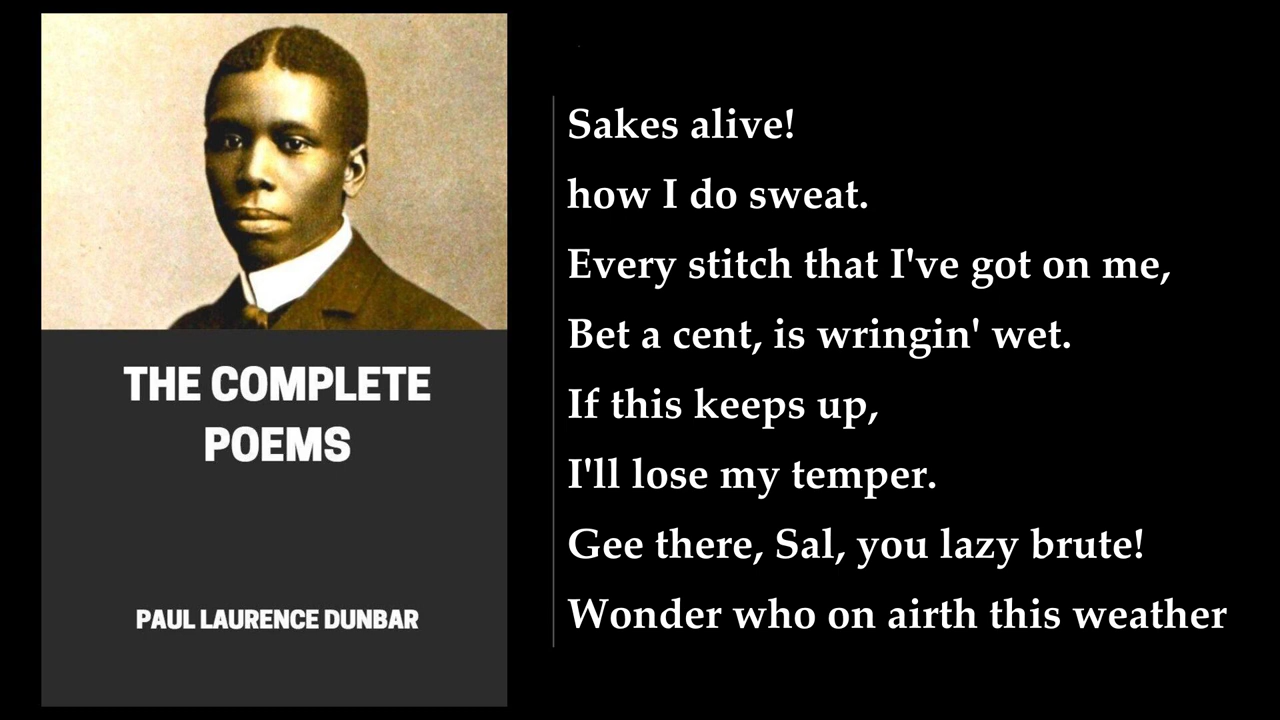 THE COMPLETE
POEMS
PAUL LAURENCE DUNBAR
Sakes alive!
how I do sweat.
Every stitch that I've got on me,
Bet a cent, is wringin' wet.
If this keeps up,
I'll lose my temper.
Gee there, Sal, you lazy brute!
Wonder who on airth this weather